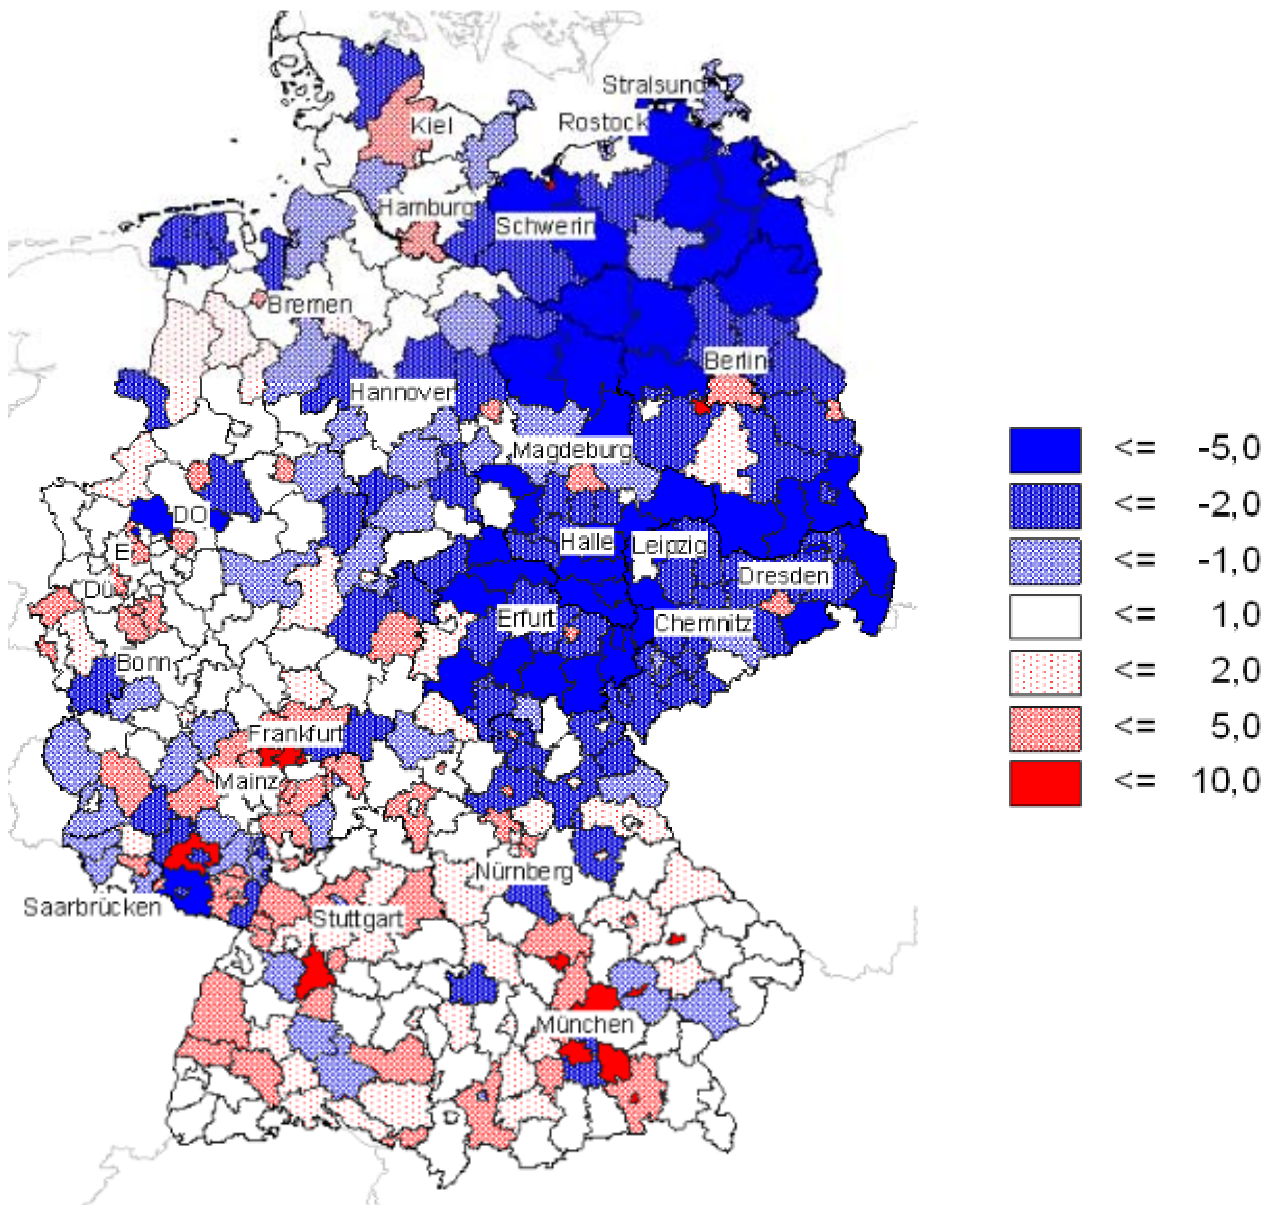 Stralsund
Rostock
Kiel
Hamburg
Schwerin
Bremen
Berlin
Hannover
Magdeburg
DO
E
Halle
Leipzig
Dü
Dresden
Erfurt
Chemnitz
Bonn
Frankfurt
Mainz
Nürnberg
Saarbrücken
Stuttgart
München
<= -5,0
<= -2,0
<= -1,0
<= 1,0
<= 2,0
<= 5,0
<= 10,0